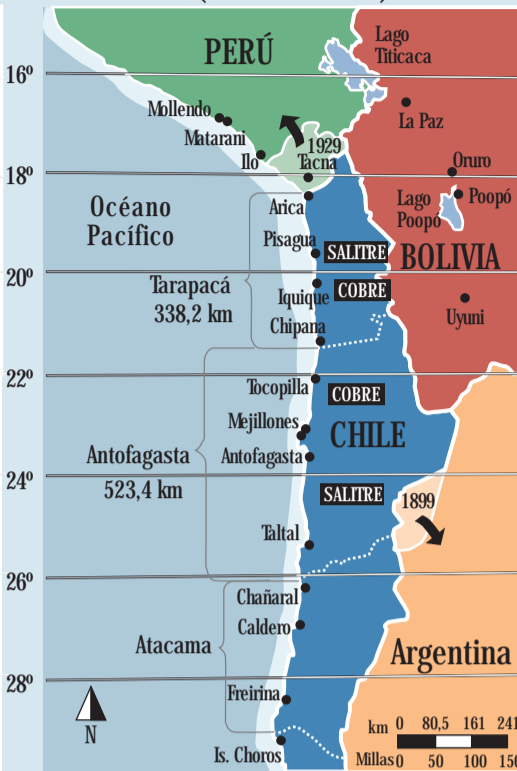 PERÚ
Lago
Titicaca
16º
Mollendo
Matarani
La Paz
Ilo
1929
Tacna
Oruro
18º
Arica
Lago
Poopó
Poopó
Océano
Pacífico
Pisagua
SALITRE
BOLIVIA
20º
Tarapacá
338,2 km
Iquique
COBRE
Uyuni
Chipana
22º
Tocopilla
COBRE
Mejillones
CHILE
Antofagasta
523,4 km
Antofagasta
24º
SALITRE
1899
Taltal
26º
Chañaral
Caldero
Atacama
Argentina
28º
Freirina
N
Is. Choros
km 0 80,5 161 241
Millas 0 50 100 150